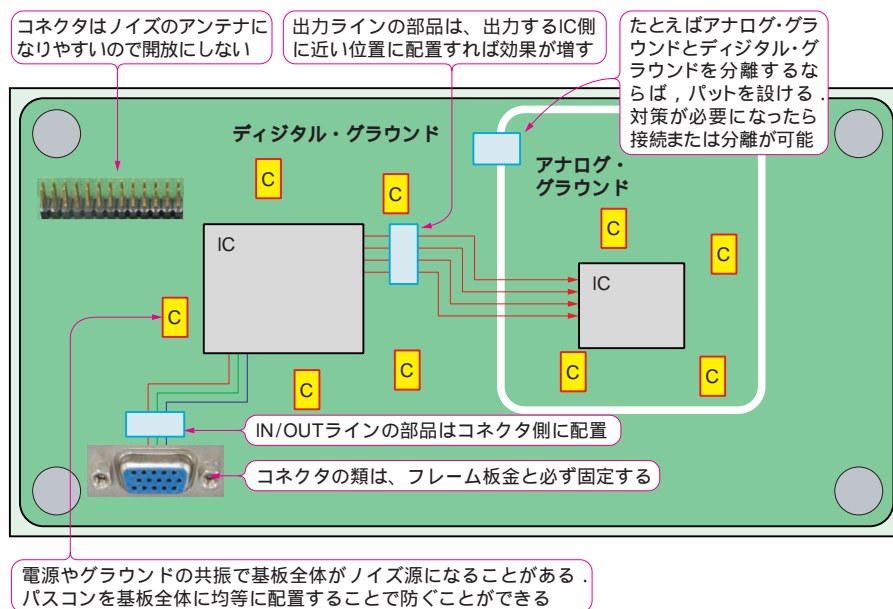 コネクタはノイズのアンテナに
なりやすいので開放にしない
出力ラインの部品は、出力するIC側
に近い位置に配置すれば効果が増す
たとえばアナログ・グ
ラウンドとディジタル・グ
ラウンドを分離するな
らば，パットを設ける．
対策が必要になったら
接続または分離が可能
ディジタル・グラウンド
アナログ・
グラウンド
C
C
C
C
IC
IC
C
C
C
C
C
IN/OUTラインの部品はコネクタ側に配置
コネクタの類は、フレーム板金と必ず固定する
電源やグラウンドの共振で基板全体がノイズ源になることがある．
パスコンを基板全体に均等に配置することで防ぐことができる